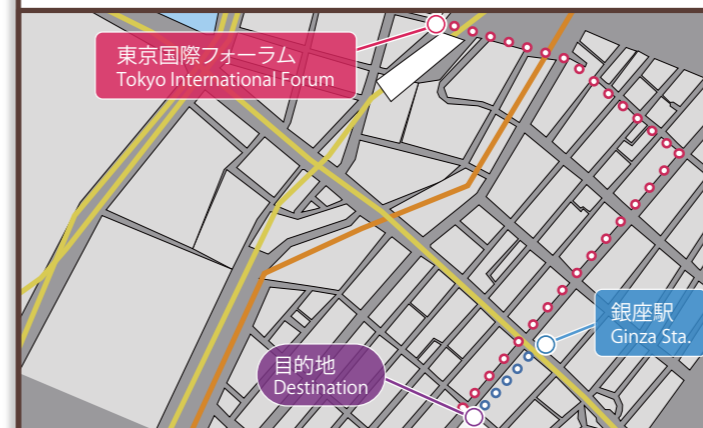 東京国際フォーラム
Tokyo International Forum
銀座駅
Ginza Sta.
目的地
Destination